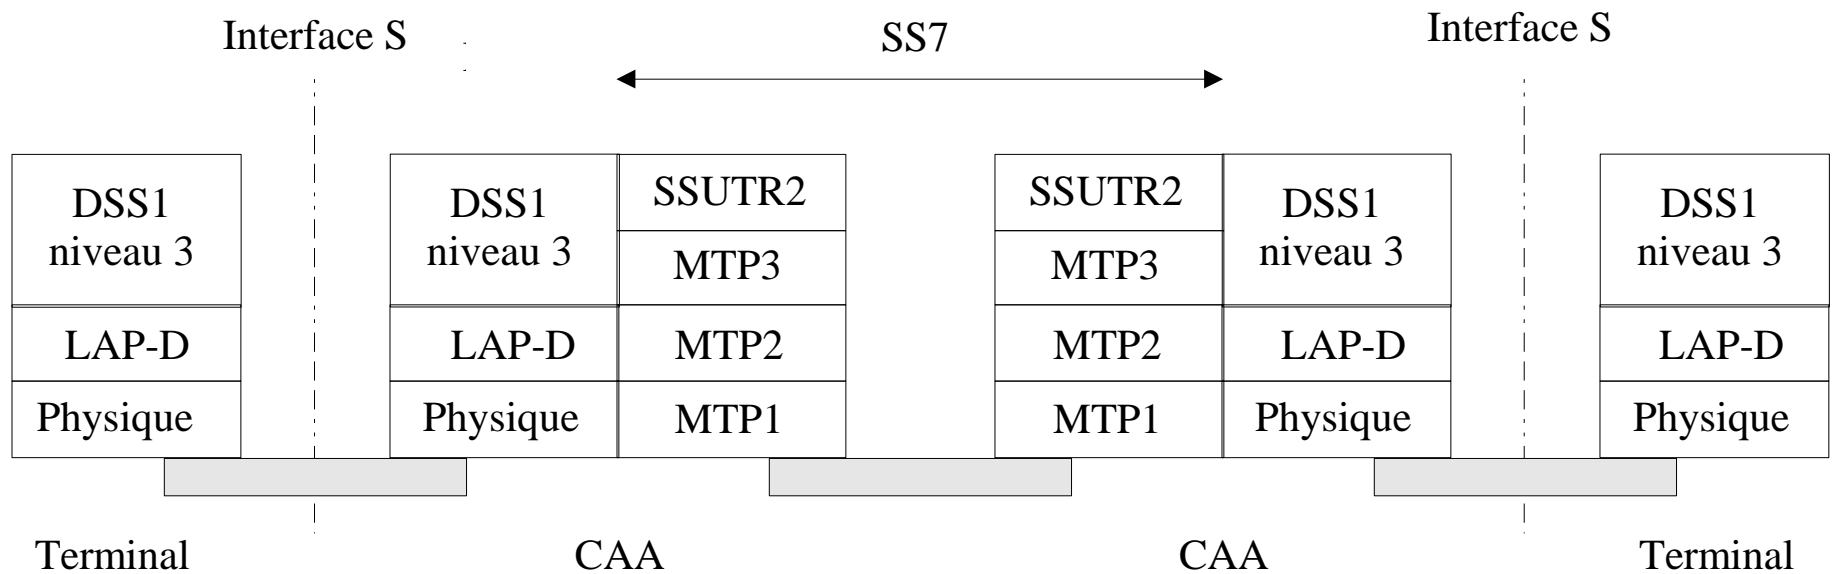 Interface S
SS7
Interface S
DSS1
niveau 3
LAP-D
Physique
DSS1
niveau 3
LAP-D
Physique
SSUTR2
MTP3
MTP2
MTP1
SSUTR2
MTP3
MTP2
MTP1
DSS1
niveau 3
LAP-D
Physique
DSS1
niveau 3
LAP-D
Physique
Terminal
CAA
CAA
Terminal